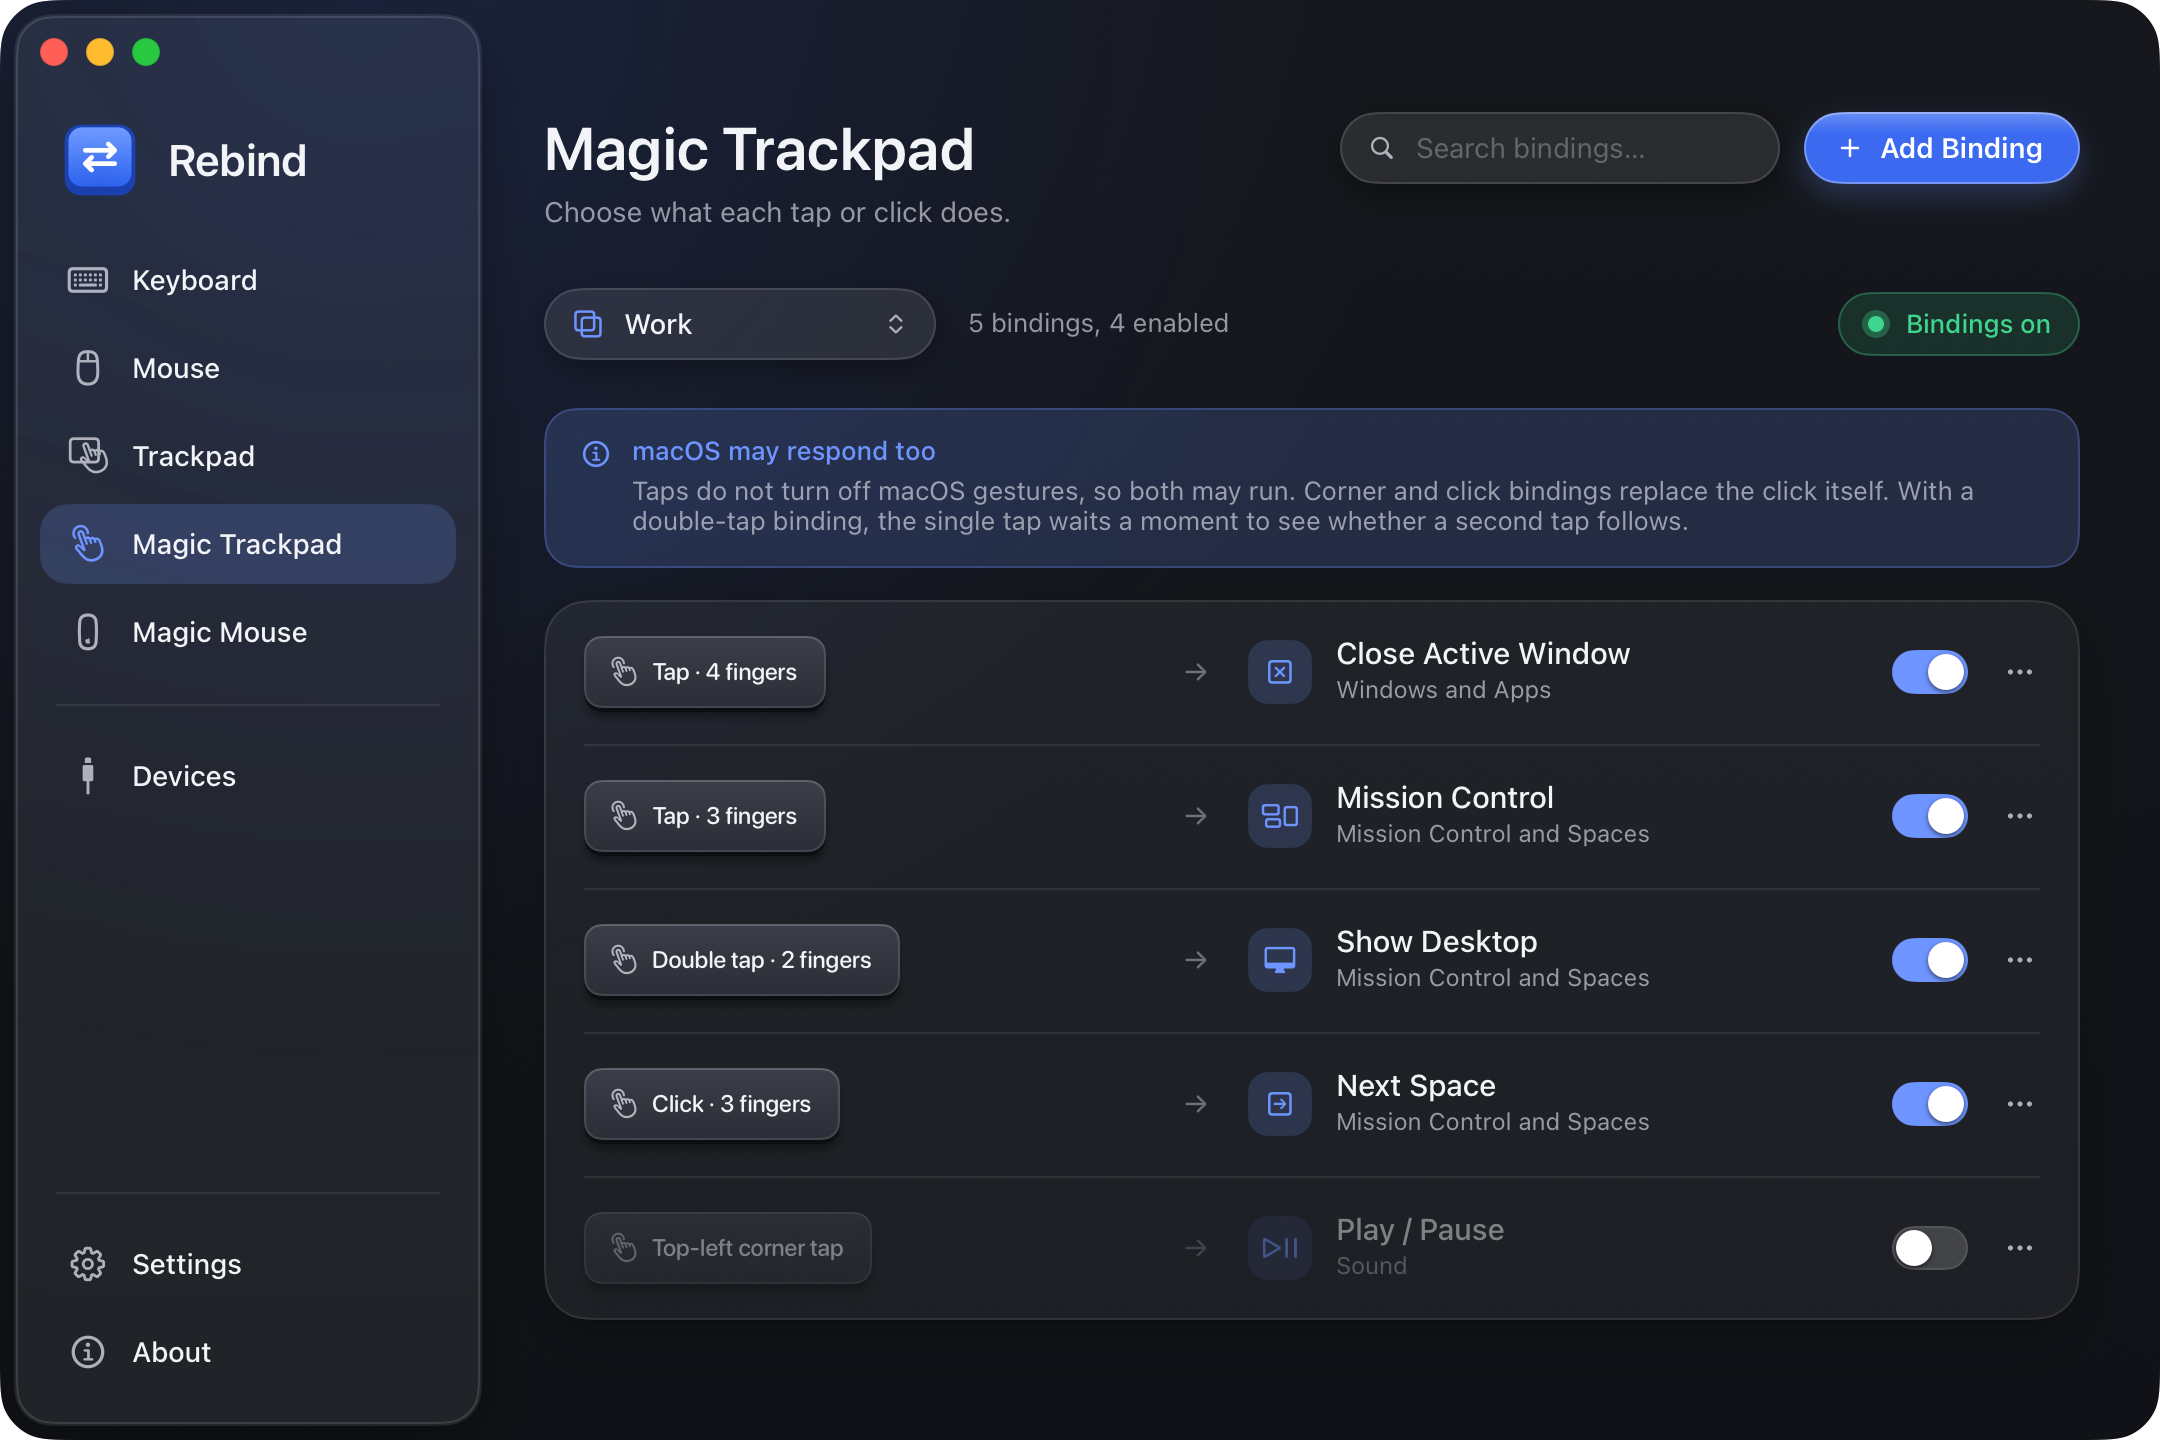 Rebind
Keyboard
Mouse
Trackpad
Magic Trackpad
Magic Mouse
Devices
Settings
About
Magic Trackpad
Choose what each tap or click does.
Search bindings...
+ Add Binding
Work
5 bindings, 4 enabled
Bindings on
macOS may respond too
Taps do not turn off macOS gestures, so both may run. Corner and click bindings replace the click itself. With a
double-tap binding, the single tap waits a moment to see whether a second tap follows.
Tap · 4 fingers
Close Active Window
Windows and Apps
Tap · 3 fingers
Mission Control
Mission Control and Spaces
Double tap · 2 fingers
Show Desktop
Mission Control and Spaces
Click · 3 fingers
Next Space
Mission Control and Spaces
Top-left corner tap
Play / Pause
Sound